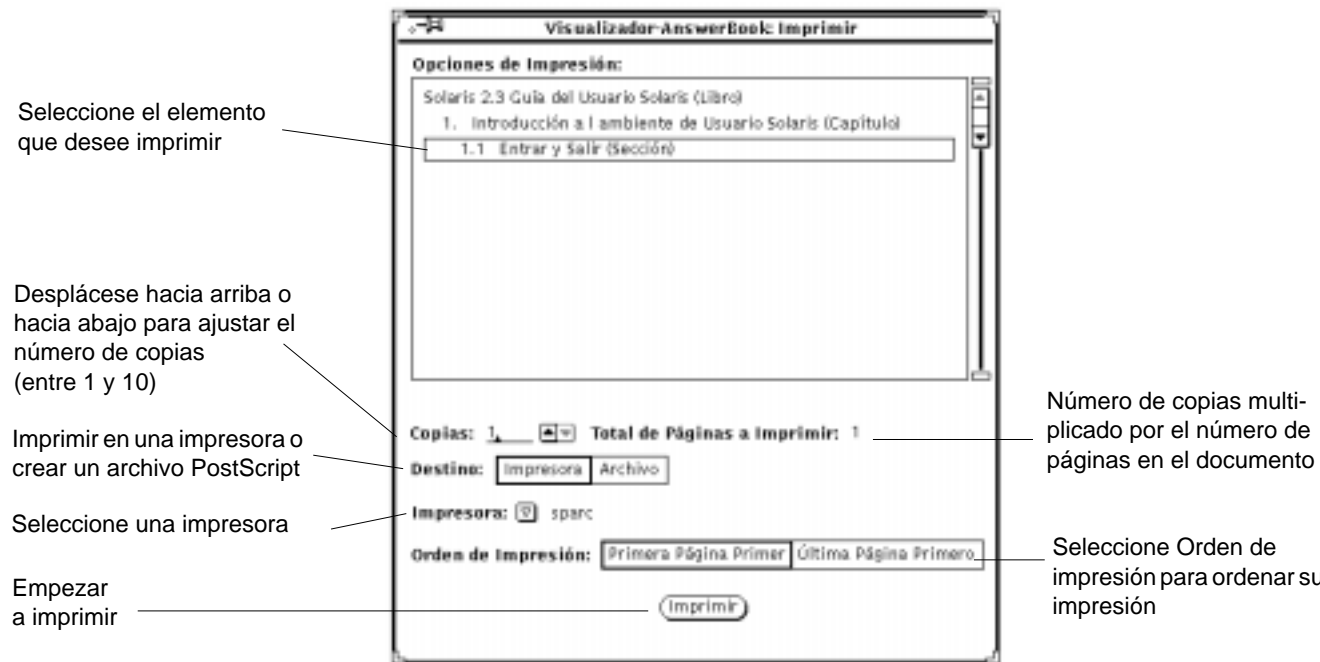 Visualizador-AnswerBook: Imprimir
Opciones de Impresión:
Solaris 2.3 Guia del Usuario Solaris (Libro)
1. Introducción a l ambiente de Usuario Solaris (Capítulo)
1.1 Entrar y Salir (Sección)
Seleccione el elemento
que desee imprimir
Desplácese hacia arriba o
hacia abajo para ajustar el
número de copias
(entre 1 y 10)
Copias: 1 Total de Páginas a Imprimir: 1
Número de copias multi-
plicado por el número de
páginas en el documento
Imprimir en una impresora o
crear un archivo PostScript
Destino: Impresora Archivo
Seleccione una impresora
Impresora: sparc
Orden de Impresión: Primera Página Primer Última Página Primero
Seleccione Orden de
impresión para ordenar su
impresión
Empezar
a imprimir
Imprimir